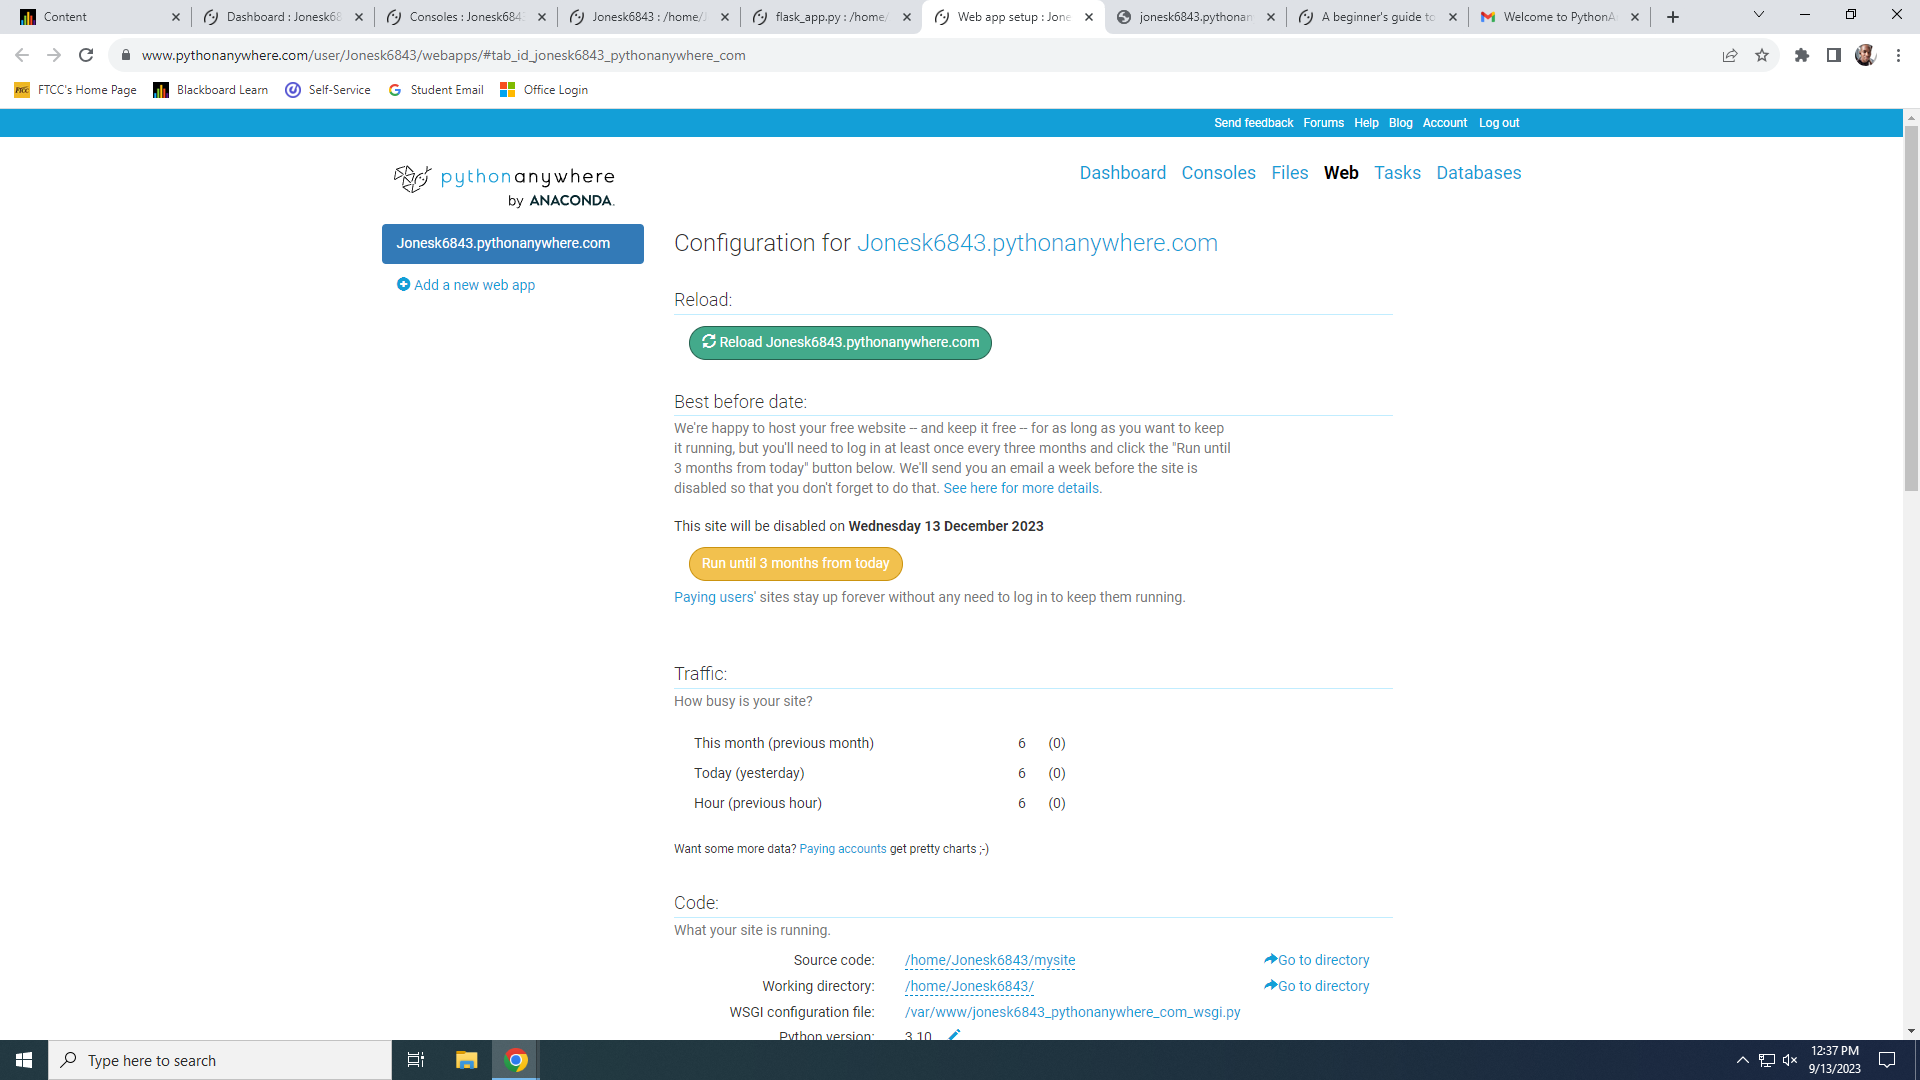 Content
Dashboard : Jonesk68
Consoles : Jonesk6843
Jonesk6843 : /home/J
flask_app.py : /home/
Web app setup : Jone
jonesk6843.pythonan
A beginner's guide to
Welcome to PythonA
www.pythonanywhere.com/user/Jonesk6843/webapps/#tab_id_jonesk6843_pythonanywhere_com
FTCC's Home Page
Blackboard Learn
Self-Service
Student Email
Office Login
Send feedback Forums Help Blog Account Log out
pythonanywhere
by ANACONDA.
Dashboard Consoles Files Web Tasks Databases
Jonesk6843.pythonanywhere.com
Add a new web app
Configuration for Jonesk6843.pythonanywhere.com
Reload:
Reload Jonesk6843.pythonanywhere.com
Best before date:
We're happy to host your free website -- and keep it free -- for as long as you want to keep
it running, but you'll need to log in at least once every three months and click the "Run until
3 months from today" button below. We'll send you an email a week before the site is
disabled so that you don't forget to do that. See here for more details.
This site will be disabled on Wednesday 13 December 2023
Run until 3 months from today
Paying users' sites stay up forever without any need to log in to keep them running.
Traffic:
How busy is your site?
This month (previous month) 6 (0)
Today (yesterday) 6 (0)
Hour (previous hour) 6 (0)
Want some more data? Paying accounts get pretty charts ;-)
Code:
What your site is running.
Source code: /home/Jonesk6843/mysite Go to directory
Working directory: /home/Jonesk6843/ Go to directory
WSGI configuration file: /var/www/jonesk6843_pythonanywhere_com_wsgi.py
Python version: 3.10
Type here to search
12:37 PM
9/13/2023